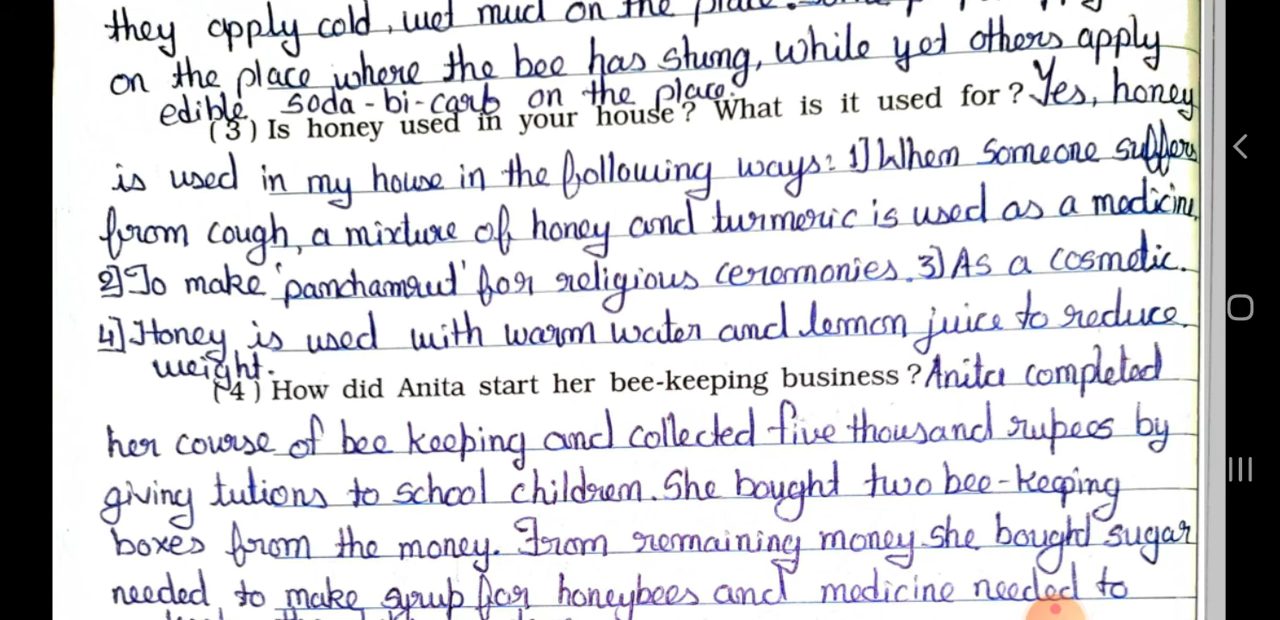 they apply cold, wet mud on the place.
on the place where the bee has stung, while yet others apply
edible soda-bi-carb on the place.
(3) Is honey used in your house? What is it used for? Yes, honey
is used in my house in the following ways: 1] When someone suffers
from cough, a mixture of honey and turmeric is used as a medicine
2] To make 'panchamrut' for religious ceremonies. 3] As a cosmetic.
4] Honey is used with warm water and lemon juice to reduce
weight.
(4) How did Anita start her bee-keeping business? Anita completed
her course of bee keeping and collected five thousand rupees by
giving tutions to school children. She bought two bee-keeping
boxes from the money. From remaining money she bought sugar
needed to make syrup for honeybees and medicine needed to